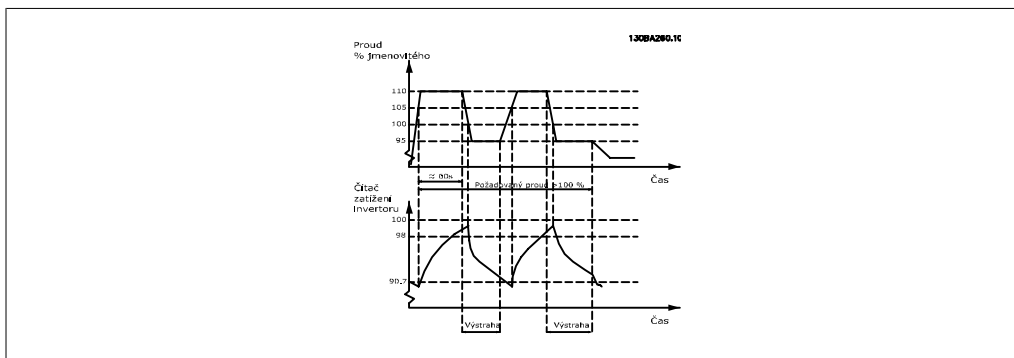 130BA260.10
Proud
% jmenovitého
110
105
100
95
Čas
≈ 60s
Požadovaný proud >100 %
Čítač
zatížení
Invertoru
100
98
90.7
Čas
Výstraha
Výstraha